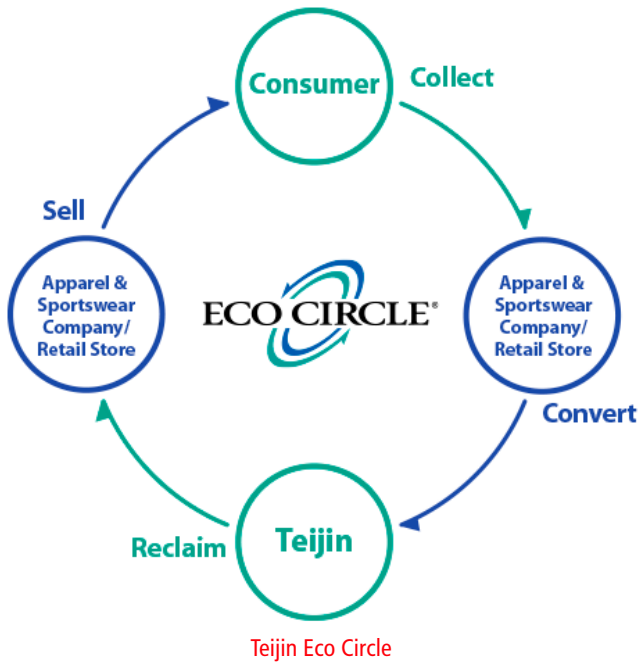 Consumer
Collect
Sell
Apparel &
Sportswear
Company/
Retail Store
ECO CIRCLE®
Apparel &
Sportswear
Company/
Retail Store
Convert
Reclaim
Teijin
Teijin Eco Circle